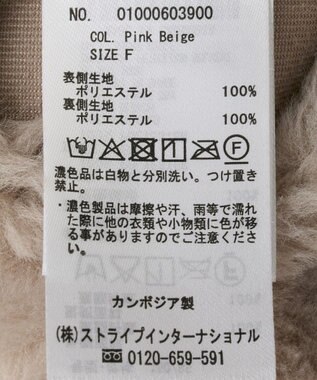 NO. 01000603900
COL. Pink Beige
SIZE F
表側生地
ポリエステル 100%
裏側生地
ポリエステル 100%
濃色品は白物と分別洗い。つけ置き
禁止。
・濃色製品は摩擦や汗、雨等で濡れ
た際に他の衣類や小物類に色が移
る事がありますのでご注意くださ
い。
カンボジア製
(株)ストライプインターナショナル
0120-659-591